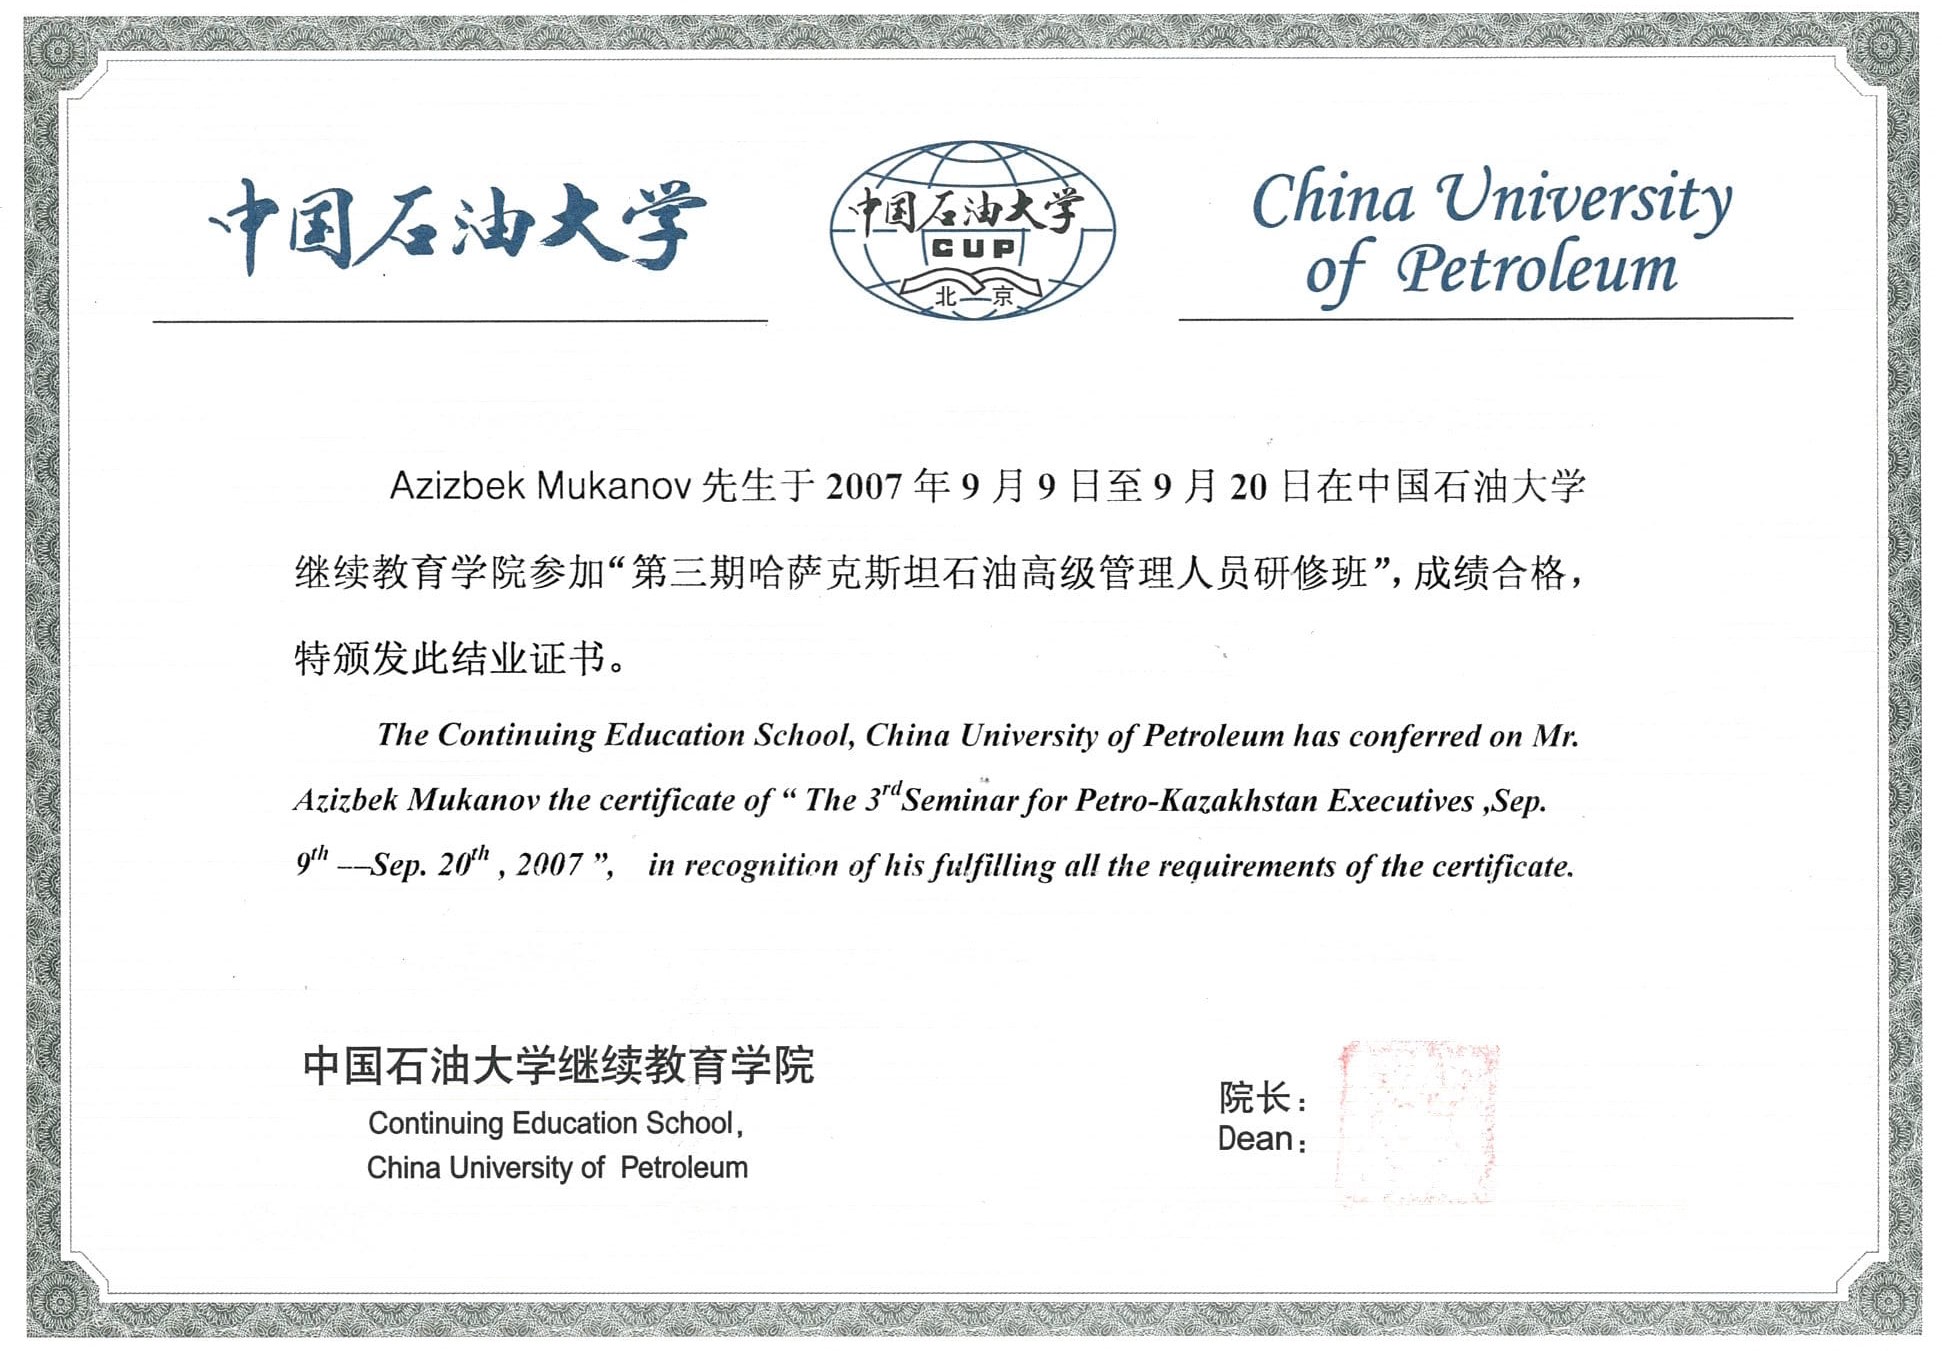 中国石油大学
中国石油大学
CUP
北京
China University
of Petroleum
Azizbek Mukanov 先生于 2007 年 9 月 9 日至 9 月 20 日在中国石油大学
继续教育学院参加“第三期哈萨克斯坦石油高级管理人员研修班”，成绩合格，
特颁发此结业证书。
The Continuing Education School, China University of Petroleum has conferred on Mr.
Azizbek Mukanov the certificate of “ The 3rd Seminar for Petro-Kazakhstan Executives ,Sep.
9th —Sep. 20th , 2007 ”, in recognition of his fulfilling all the requirements of the certificate.
中国石油大学继续教育学院
Continuing Education School,
China University of Petroleum
院长：
Dean：